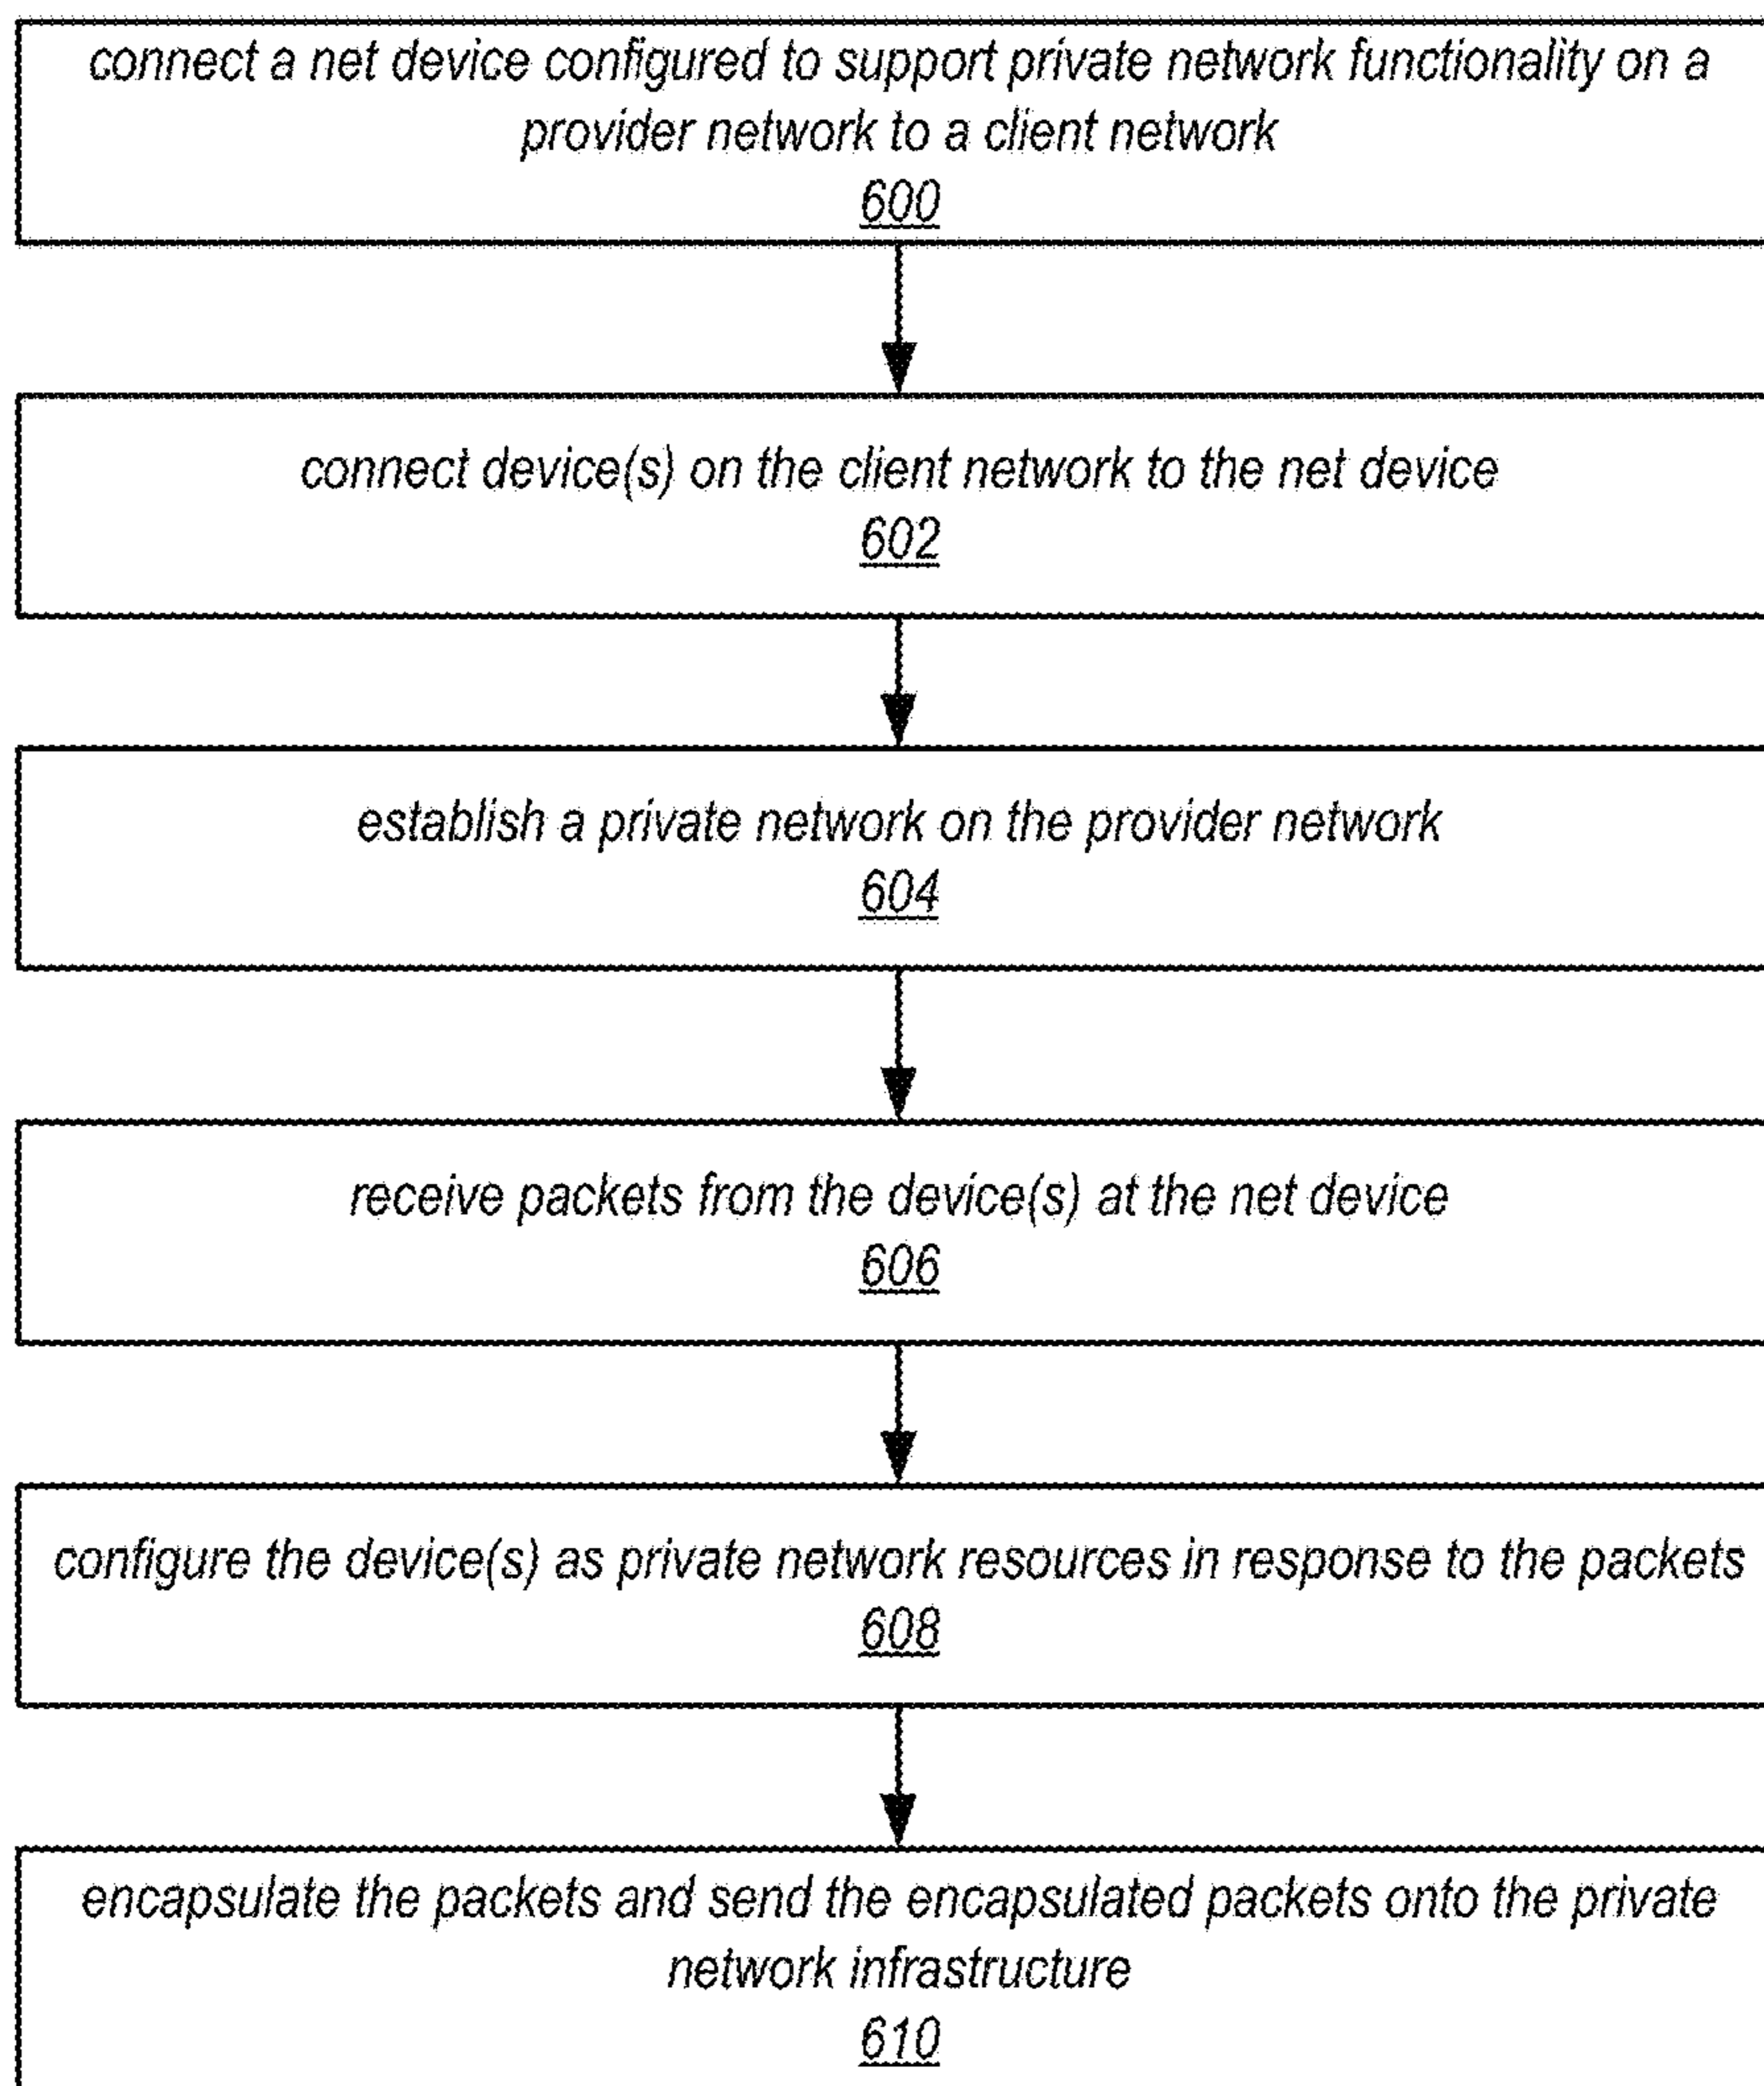 connect a net device configured to support private network functionality on a
provider network to a client network
600
connect device(s) on the client network to the net device
602
establish a private network on the provider network
604
receive packets from the device(s) at the net device
606
configure the device(s) as private network resources in response to the packets
608
encapsulate the packets and send the encapsulated packets onto the private
network infrastructure
610